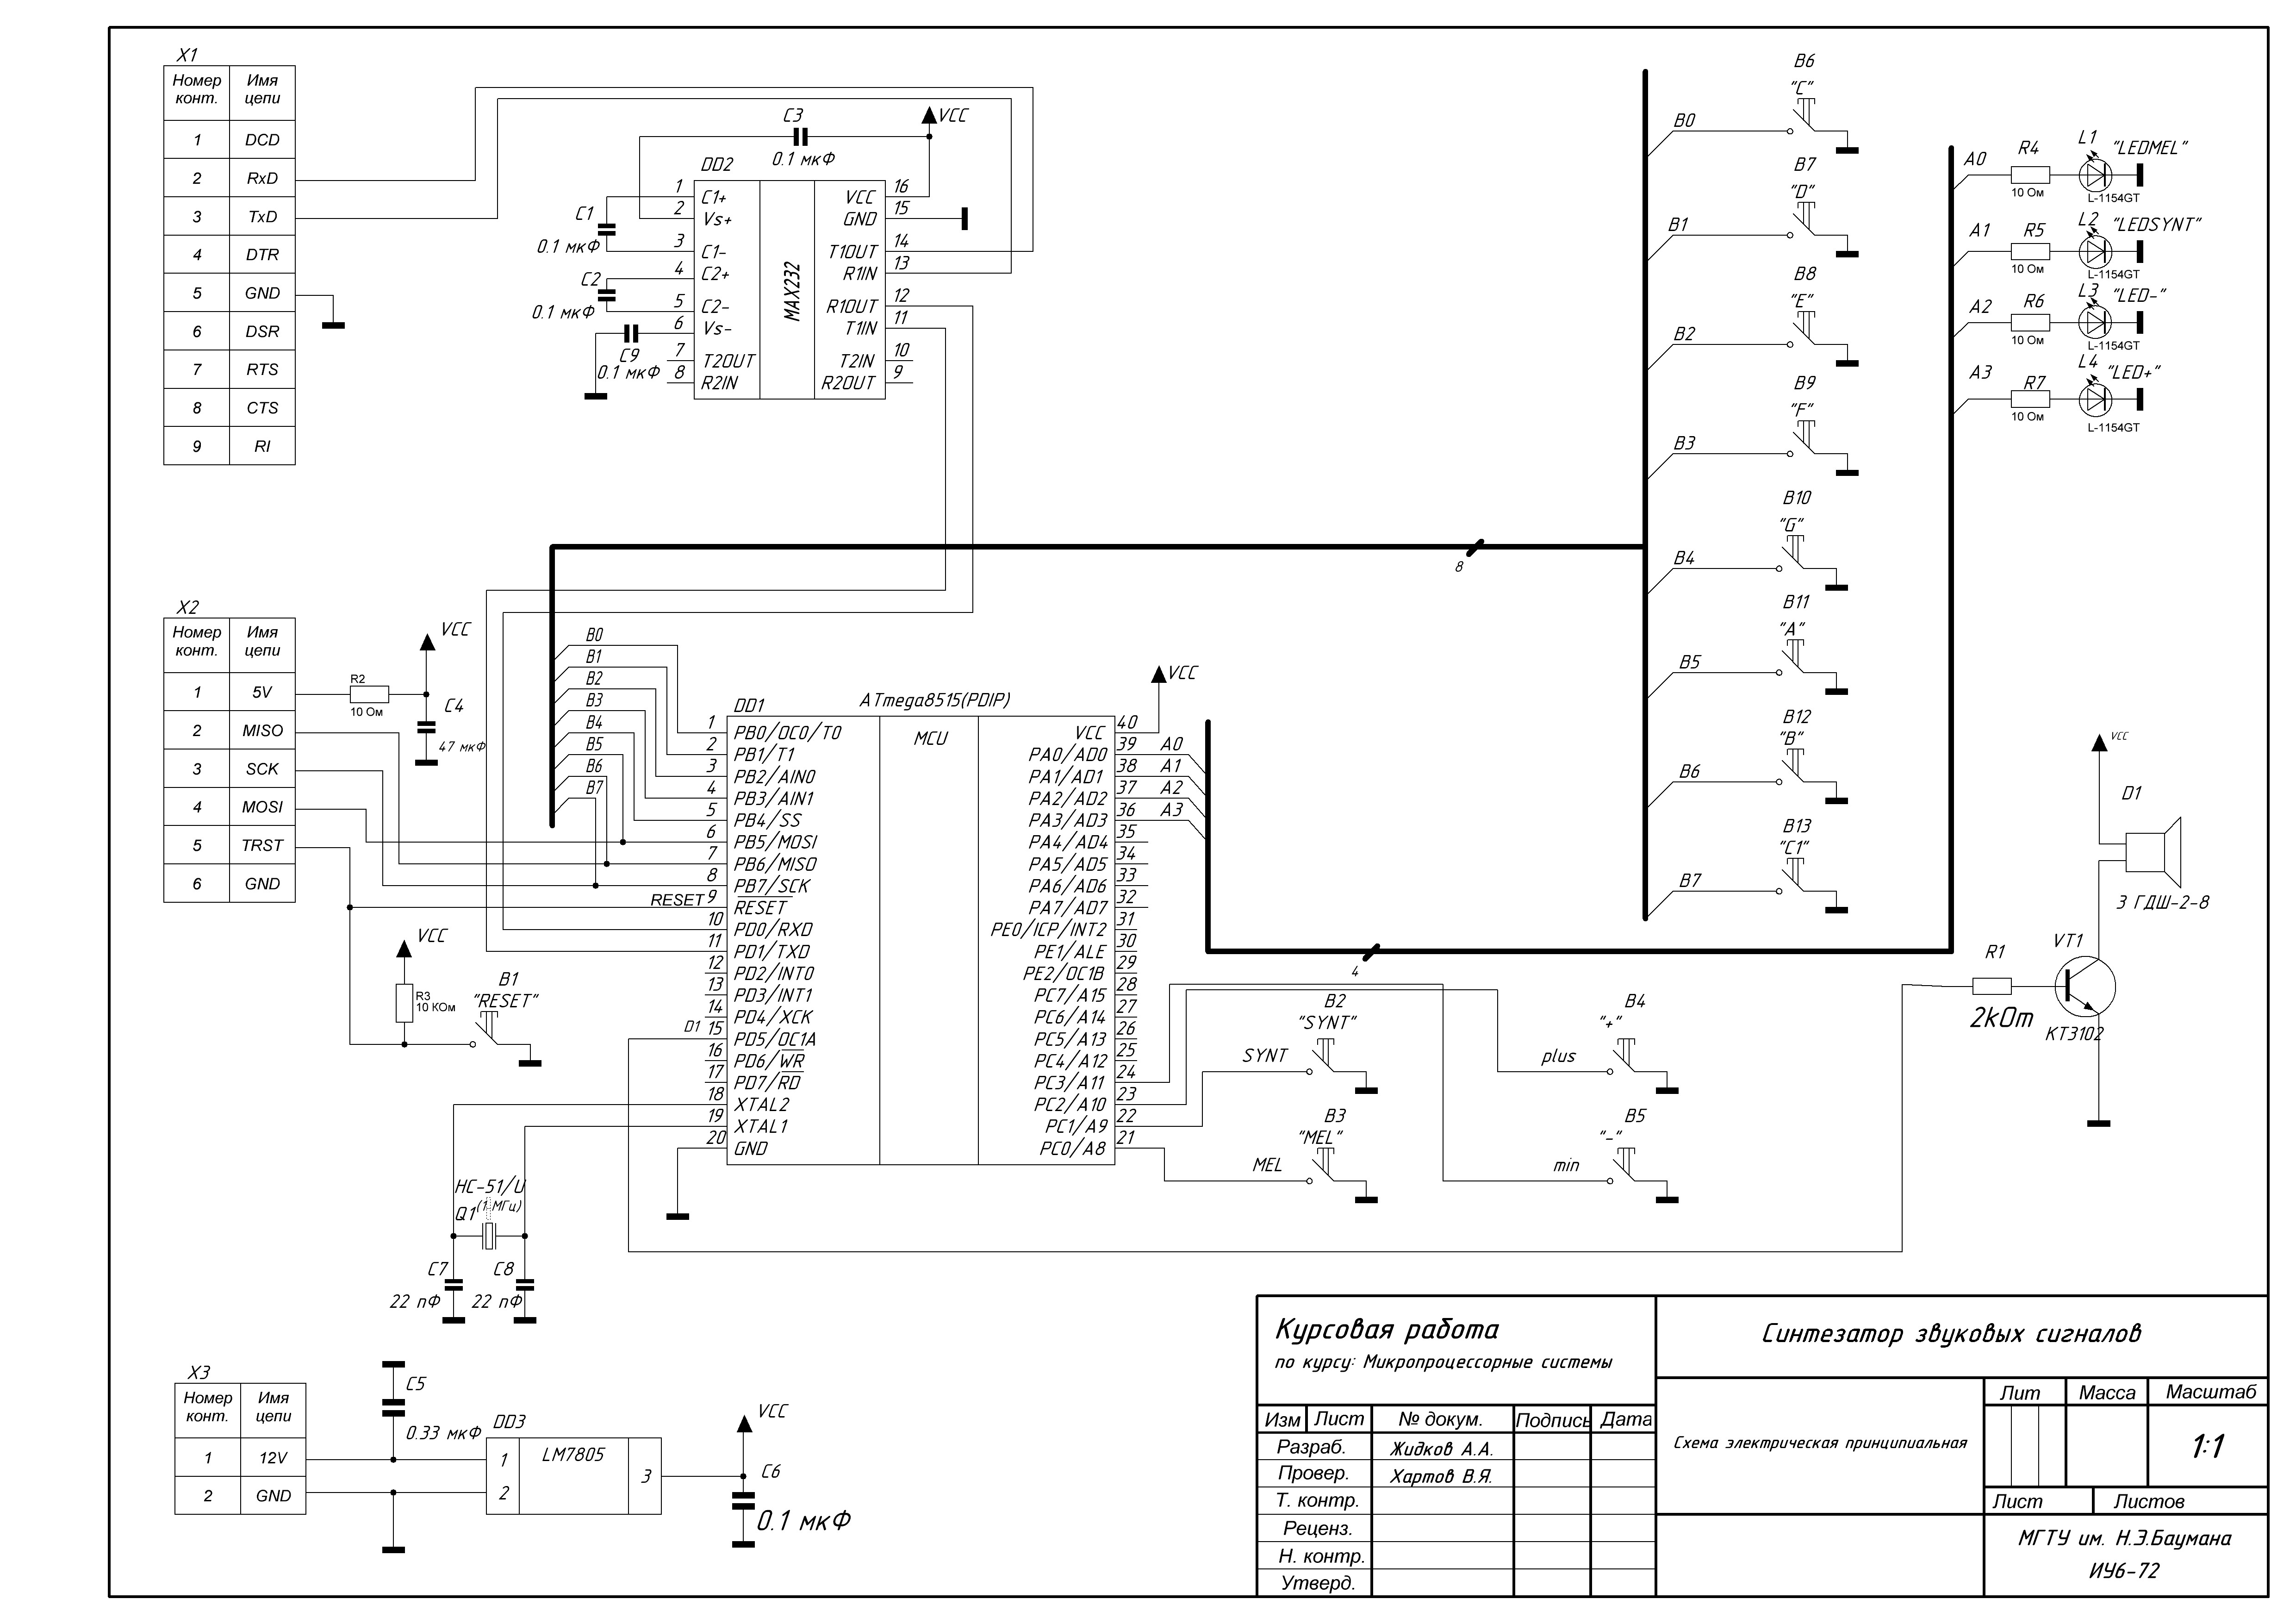 X1
Номер конт.
Имя цепи
1 DCD
2 RxD
3 TxD
4 DTR
5 GND
6 DSR
7 RTS
8 CTS
9 RI
C3
0.1 мкФ
VCC
DD2
MAX232
1 C1+
2 Vs+
3 C1-
4 C2+
5 C2-
6 Vs-
7 T2OUT
8 R2IN
VCC 16
GND 15
T1OUT 14
R1IN 13
R1OUT 12
T1IN 11
T2IN 10
R2OUT 9
C1
0.1 мкФ
C2
0.1 мкФ
C9
0.1 мкФ
B6
"C"
B0
B7
"D"
B1
B8
"E"
B2
B9
"F"
B3
B10
"G"
B4
B11
"A"
B5
B12
"B"
B6
B13
"C1"
B7
8
A0
R4
10 Ом
L1
"LEDMEL"
L-1154GT
A1
R5
10 Ом
L2
"LEDSYNT"
L-1154GT
A2
R6
10 Ом
L3
"LED-"
L-1154GT
A3
R7
10 Ом
L4
"LED+"
L-1154GT
X2
Номер конт.
Имя цепи
1 5V
2 MISO
3 SCK
4 MOSI
5 TRST
6 GND
R2
10 Ом
VCC
C4
47 мкФ
B0
B1
B2
B3
B4
B5
B6
B7
DD1
ATmega8515(PDIP)
MCU
1 PB0/OC0/T0
2 PB1/T1
3 PB2/AIN0
4 PB3/AIN1
5 PB4/SS
6 PB5/MOSI
7 PB6/MISO
8 PB7/SCK
RESET 9 RESET
10 PD0/RXD
11 PD1/TXD
12 PD2/INT0
13 PD3/INT1
14 PD4/XCK
D1 15 PD5/OC1A
16 PD6/WR
17 PD7/RD
18 XTAL2
19 XTAL1
20 GND
VCC
VCC 40
PA0/AD0 39 A0
PA1/AD1 38 A1
PA2/AD2 37 A2
PA3/AD3 36 A3
PA4/AD4 35
PA5/AD5 34
PA6/AD6 33
PA7/AD7 32
PE0/ICP/INT2 31
PE1/ALE 30
PE2/OC1B 29
PC7/A15 28
PC6/A14 27
PC5/A13 26
PC4/A12 25
PC3/A11 24
PC2/A10 23
PC1/A9 22
PC0/A8 21
4
VCC
R3
10 КОм
B1
"RESET"
B2
"SYNT"
SYNT
B3
"MEL"
MEL
B4
"+"
plus
B5
"-"
min
VCC
D1
3 ГДШ-2-8
VT1
КТ3102
R1
2kОm
HC-51/U
(1 МГц)
Q1
C7
22 пФ
C8
22 пФ
X3
Номер конт.
Имя цепи
1 12V
2 GND
C5
0.33 мкФ
DD3
LM7805
1
2
3
VCC
C6
0.1 мкФ
Курсовая работа
по курсу: Микропроцессорные системы
Синтезатор звуковых сигналов
Изм Лист № докум. Подпись Дата
Разраб. Жидков А.А.
Провер. Хартов В.Я.
Т. контр.
Реценз.
Н. контр.
Утверд.
Схема электрическая принципиальная
Лит Масса Масштаб
1:1
Лист Листов
МГТУ им. Н.Э.Баумана
ИУ6-72